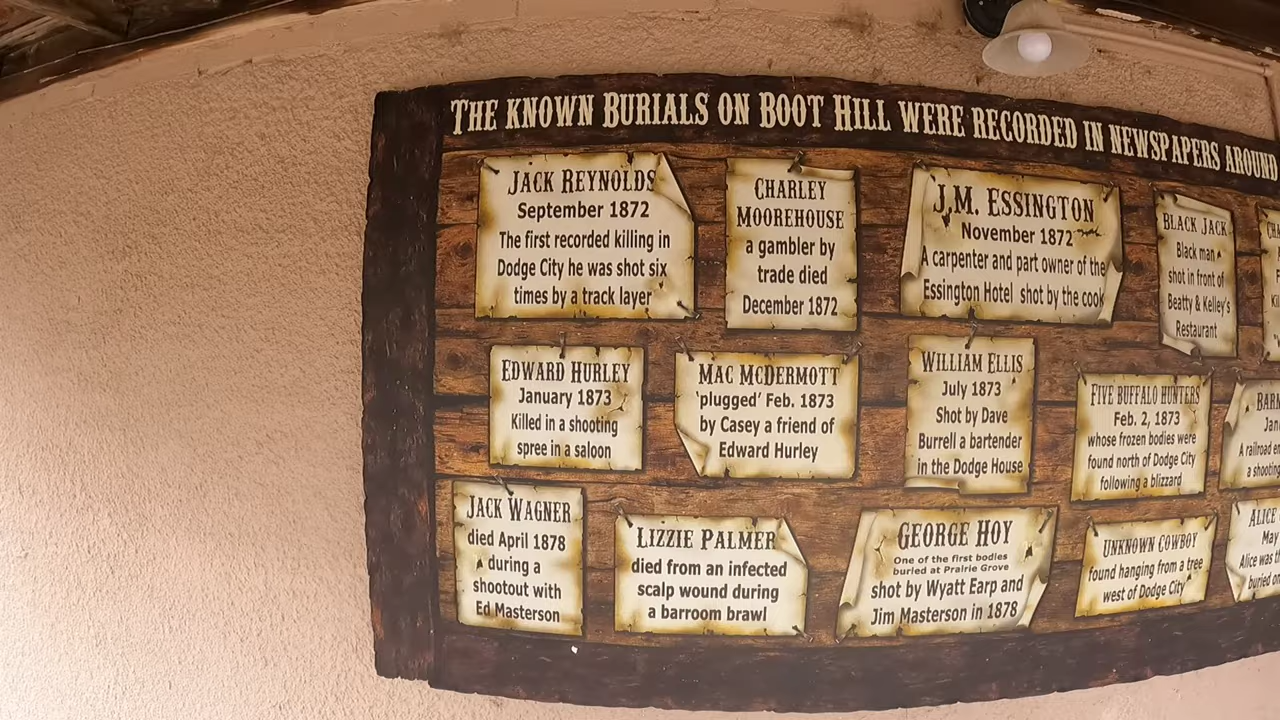 THE KNOWN BURIALS ON BOOT HILL WERE RECORDED IN NEWSPAPERS AROUND
JACK REYNOLDS
September 1872
The first recorded killing in
Dodge City he was shot six
times by a track layer
CHARLEY
MOOREHOUSE
a gambler by
trade died
December 1872
J.M. ESSINGTON
November 1872
A carpenter and part owner of the
Essington Hotel shot by the cook
BLACK JACK
Black man
shot in front of
Beatty & Kelley's
Restaurant
EDWARD HURLEY
January 1873
Killed in a shooting
spree in a saloon
MAC MCDERMOTT
'plugged' Feb. 1873
by Casey a friend of
Edward Hurley
WILLIAM ELLIS
July 1873
Shot by Dave
Burrell a bartender
in the Dodge House
FIVE BUFFALO HUNTERS
Feb. 2, 1873
whose frozen bodies were
found north of Dodge City
following a blizzard
A railroad
a shooting
JACK WAGNER
died April 1878
during a
shootout with
Ed Masterson
LIZZIE PALMER
died from an infected
scalp wound during
a barroom brawl
GEORGE HOY
One of the first bodies
buried at Prairie Grove
shot by Wyatt Earp and
Jim Masterson in 1878
UNKNOWN COWBOY
found hanging from a tree
west of Dodge City
ALICE
May
Alice was
buried